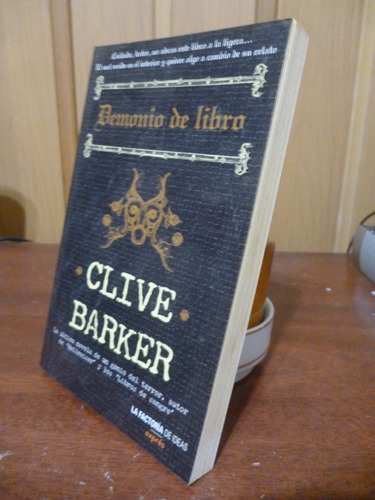 ¡Cuidado, lector, no abras este libro a la ligera...
El mal reside en el interior y quiere algo a cambio de su relato
Demonio de libro
CLIVE
BARKER
La última novela de un genio del terror, autor
de "Hellraiser" y los "Libros de sangre"
LA FACTORÍA DE IDEAS
exprés